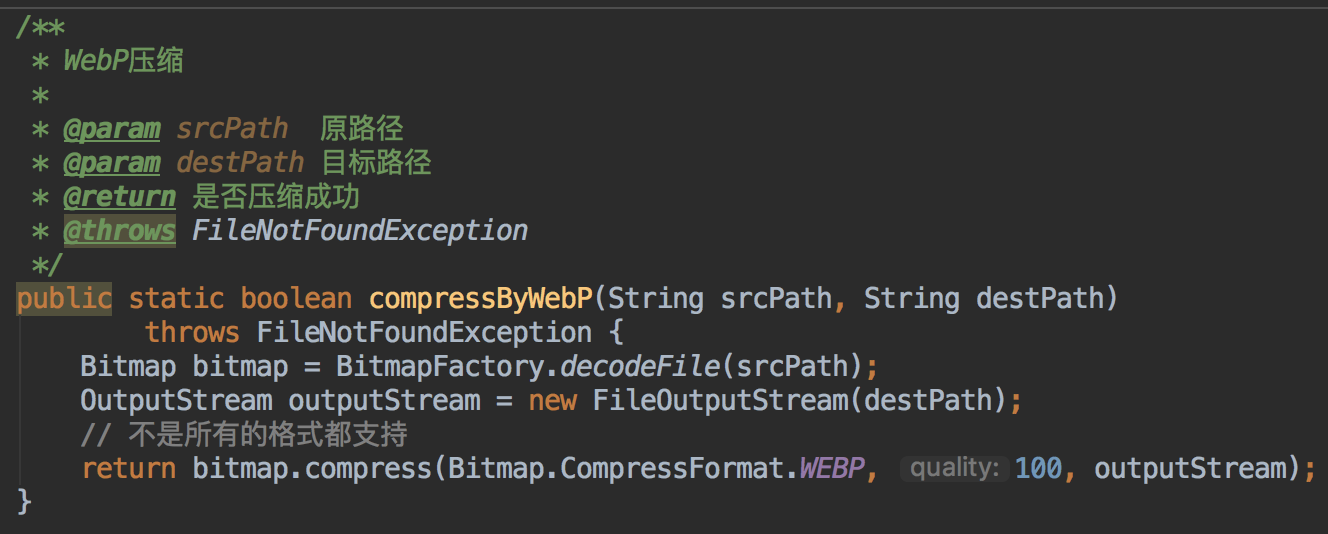 /**
 * WebP压缩
 *
 * @param srcPath  原路径
 * @param destPath 目标路径
 * @return 是否压缩成功
 * @throws FileNotFoundException
 */
public static boolean compressByWebP(String srcPath, String destPath)
        throws FileNotFoundException {
    Bitmap bitmap = BitmapFactory.decodeFile(srcPath);
    OutputStream outputStream = new FileOutputStream(destPath);
    // 不是所有的格式都支持
    return bitmap.compress(Bitmap.CompressFormat.WEBP, quality: 100, outputStream);
}